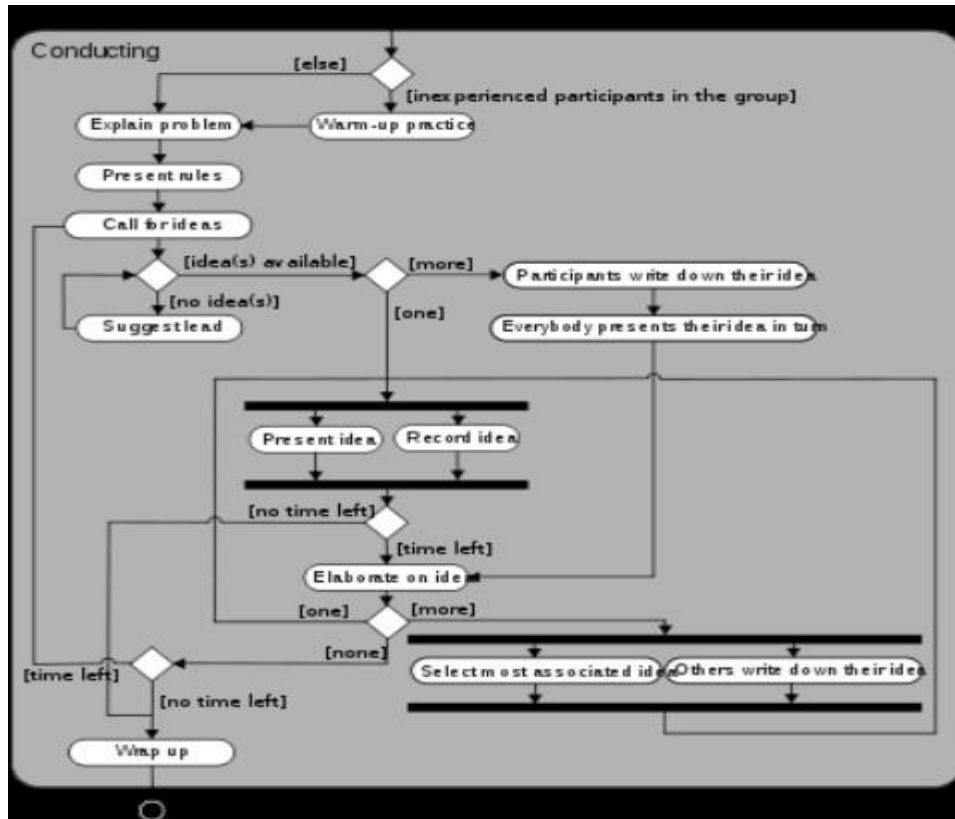 Conducting
[else]
[inexperienced participants in the group]
Explain problem
Warm-up practice
Present rules
Call for ideas
[idea(s) available]
[more]
Participants write down their idea
[no idea(s)]
[one]
Suggest lead
Everybody presents their idea in turn
Present idea
Record idea
[no time left]
[time left]
Elaborate on idea
[one]
[more]
[none]
[time left]
Select most associated idea
Others write down their idea
[no time left]
Wrap up